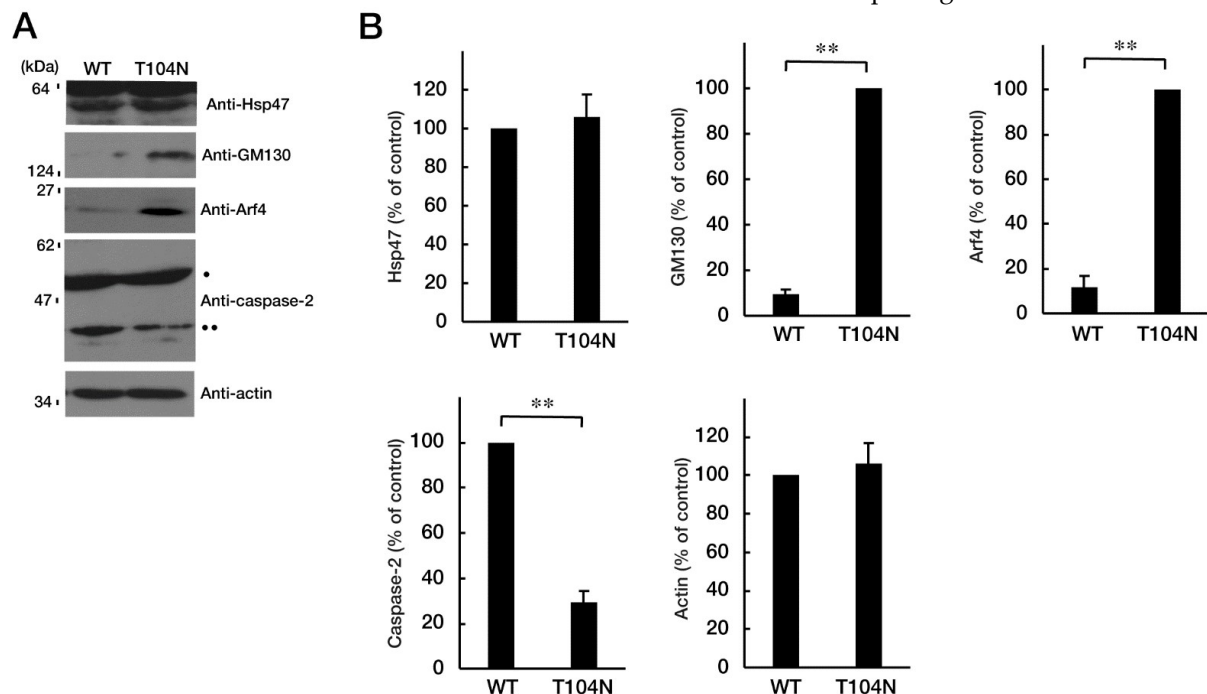 A
(kDa) WT T104N
64
Anti-Hsp47
Anti-GM130
124
27
Anti-Arf4
62
47
Anti-caspase-2
Anti-actin
34
B
Hsp47 (% of control)
120
100
80
60
40
20
0
WT T104N
**
GM130 (% of control)
100
80
60
40
20
0
WT T104N
**
Arf4 (% of control)
100
80
60
40
20
0
WT T104N
**
Caspase-2 (% of control)
100
80
60
40
20
0
WT T104N
Actin (% of control)
120
100
80
60
40
20
0
WT T104N